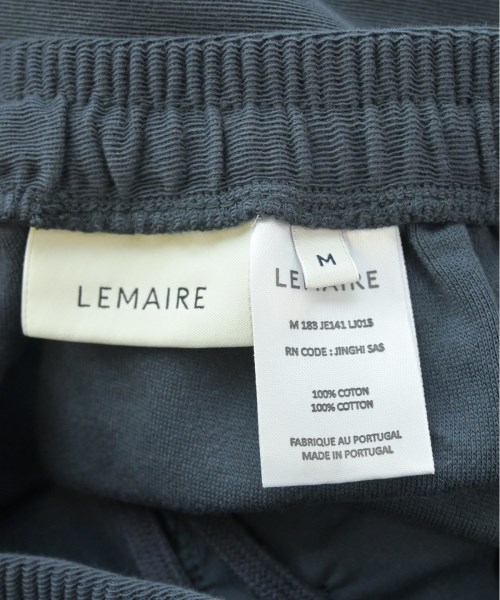 LEMAIRE
M
LEMAIRE
M 183 JE141 LJ015
RN CODE : JINGHI SAS
100% COTON
100% COTTON
FABRIQUE AU PORTUGAL
MADE IN PORTUGAL